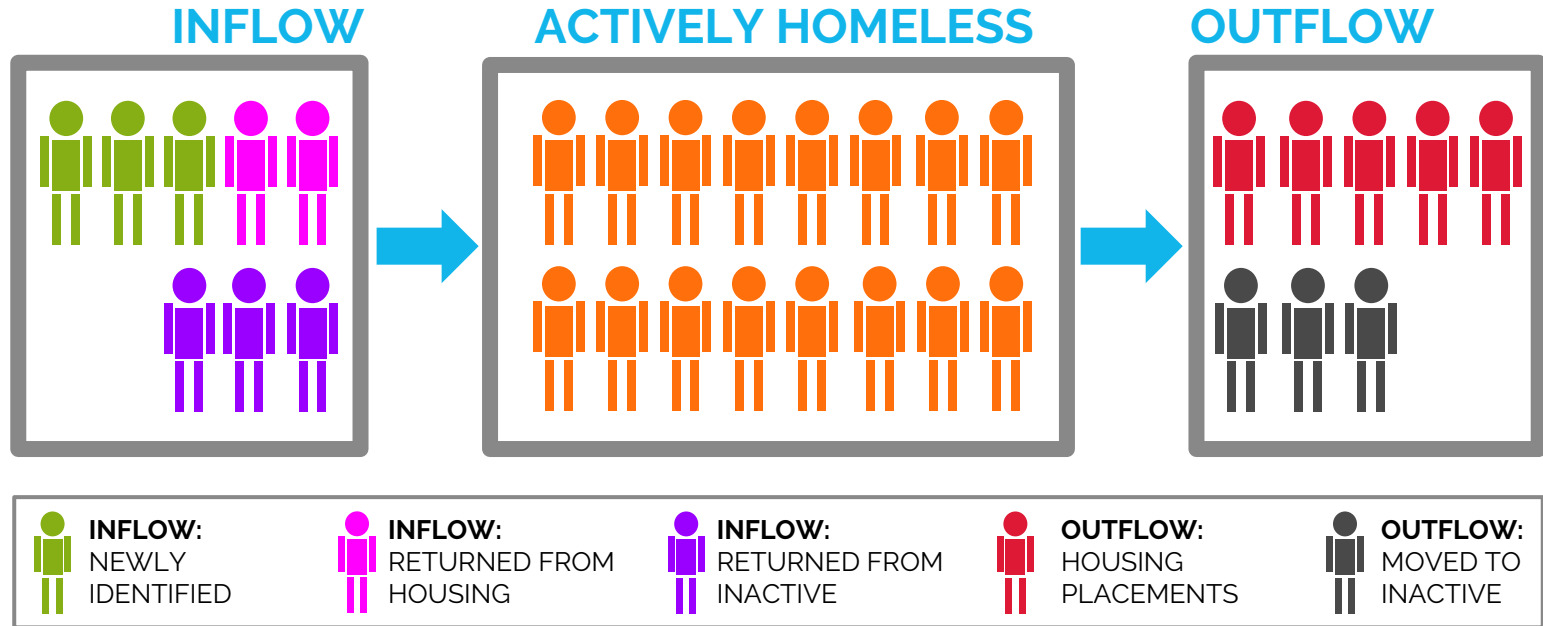 INFLOW
ACTIVELY HOMELESS
OUTFLOW
INFLOW:
NEWLY
IDENTIFIED
INFLOW:
RETURNED FROM
HOUSING
INFLOW:
RETURNED FROM
INACTIVE
OUTFLOW:
HOUSING
PLACEMENTS
OUTFLOW:
MOVED TO
INACTIVE